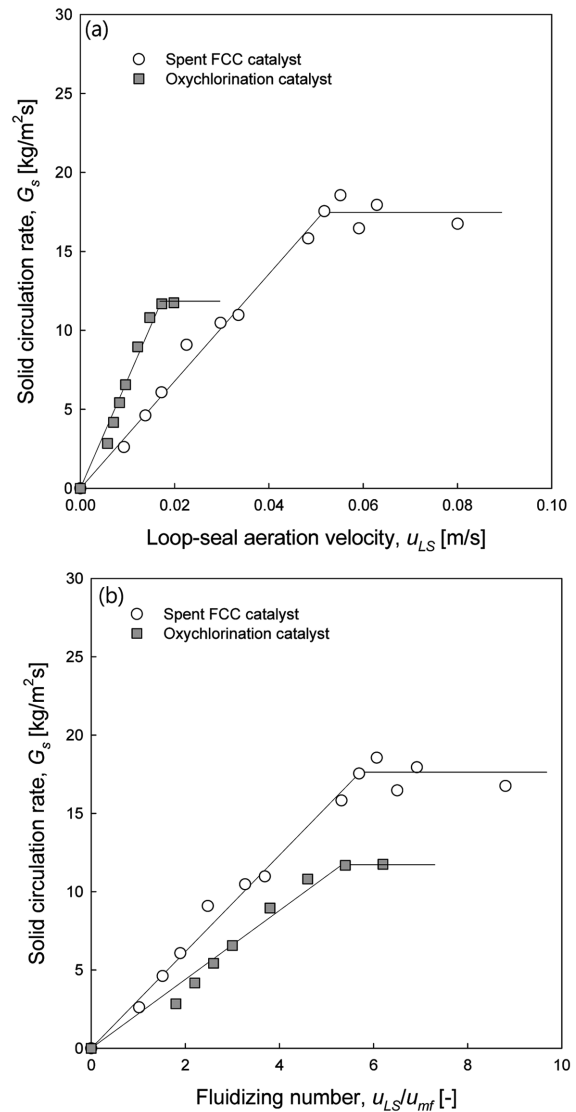 (a)
Spent FCC catalyst
Oxychlorination catalyst
Solid circulation rate, Gs [kg/m²s]
30
25
20
15
10
5
0
0.00 0.02 0.04 0.06 0.08 0.10
Loop-seal aeration velocity, uLS [m/s]
(b)
Spent FCC catalyst
Oxychlorination catalyst
Solid circulation rate, Gs [kg/m²s]
30
25
20
15
10
5
0
0 2 4 6 8 10
Fluidizing number, uLS/umf [-]